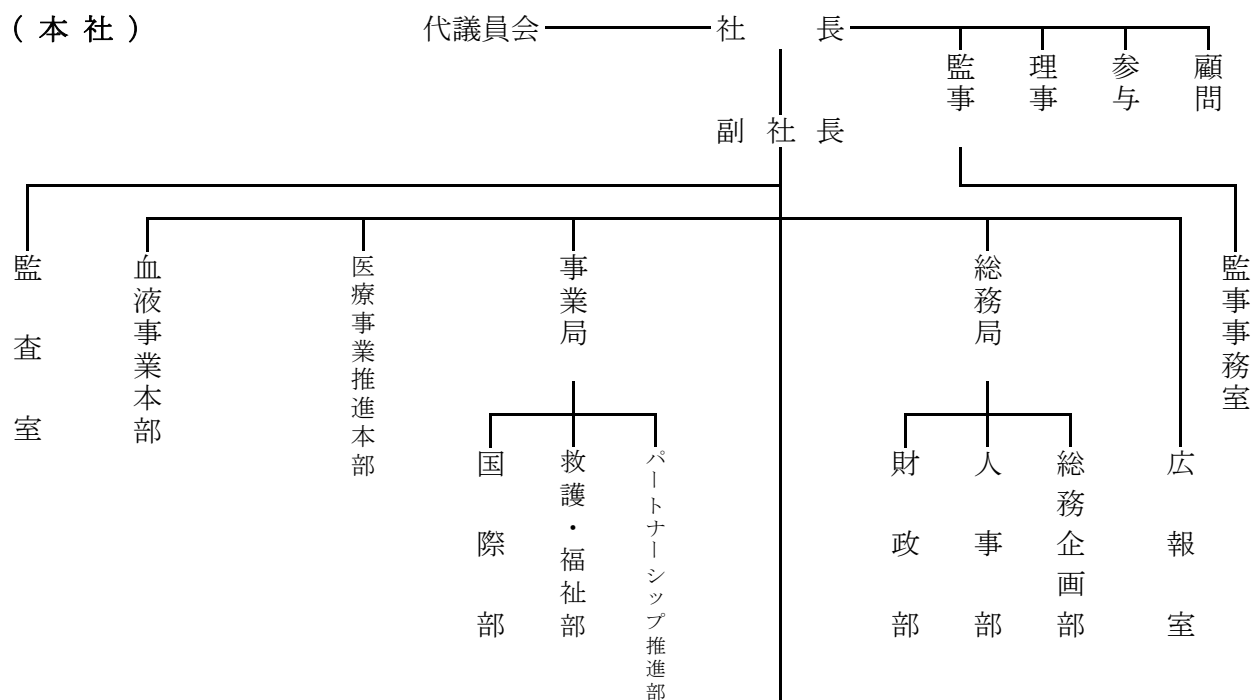 (本社)
代議員会
社長
顧問
参与
理事
監事
副社長
監事事務室
広報室
総務局
総務企画部
人事部
財政部
事業局
パートナーシップ推進部
救護・福祉部
国際部
医療事業推進本部
血液事業本部
監査室